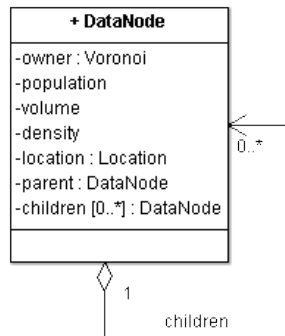 + DataNode
-owner : Voronoi
-population
-volume
-density
-location : Location
-parent : DataNode
-children [0..*] : DataNode
0..*
1
children